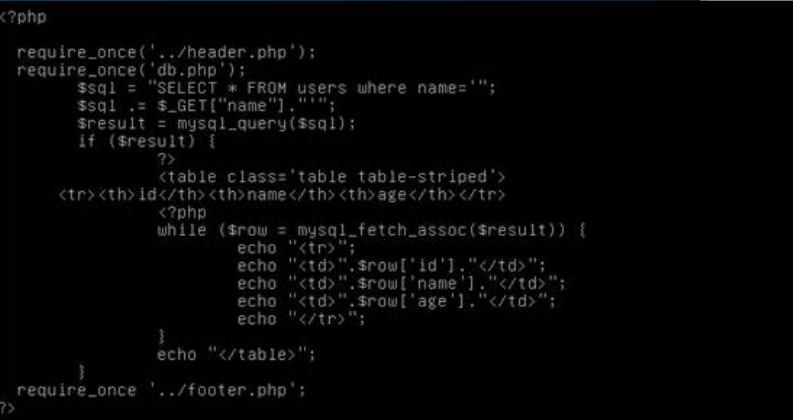 <?php
require_once('../header.php');
require_once('db.php');
$sql = "SELECT * FROM users where name='";
$sql .= $_GET["name"]."'";
$result = mysql_query($sql);
if ($result) {
?>
<table class='table table-striped'>
<tr><th>id</th><th>name</th><th>age</th></tr>
<?php
while ($row = mysql_fetch_assoc($result)) {
echo "<tr>";
echo "<td>".$row['id']."</td>";
echo "<td>".$row['name']."</td>";
echo "<td>".$row['age']."</td>";
echo "</tr>";
}
echo "</table>";
}
require_once '../footer.php';
?>